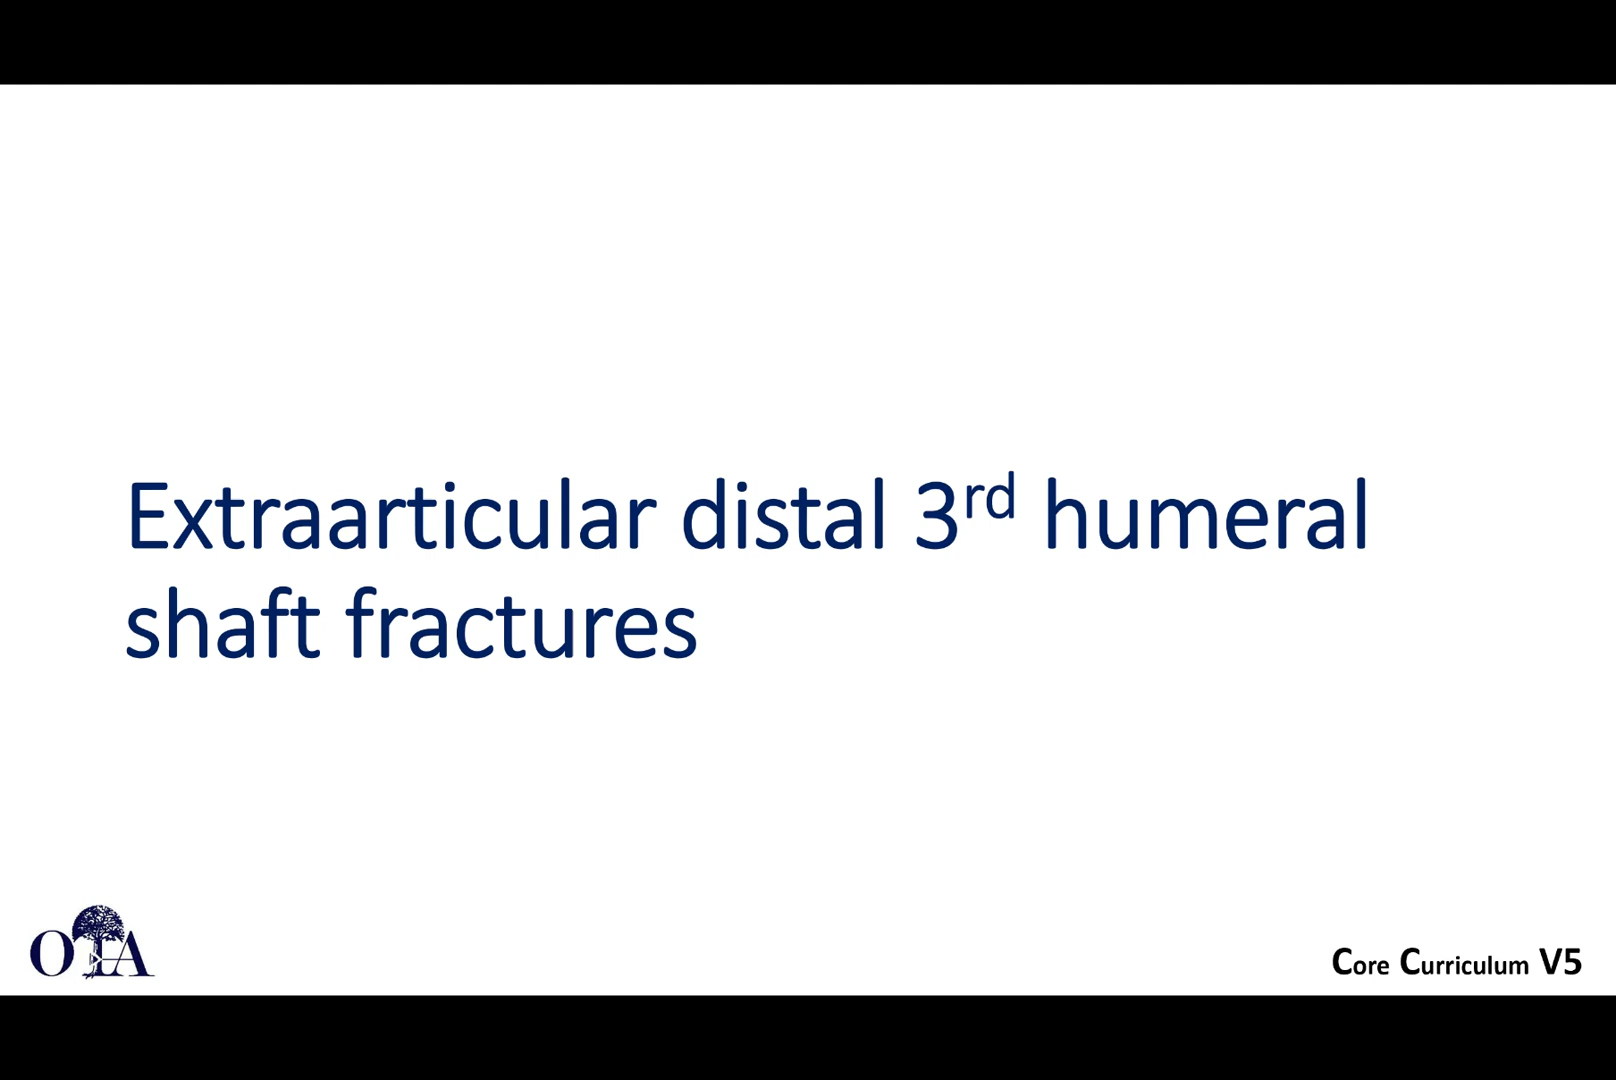 Extraarticular distal 3rd humeral
shaft fractures
OTA
Core Curriculum V5